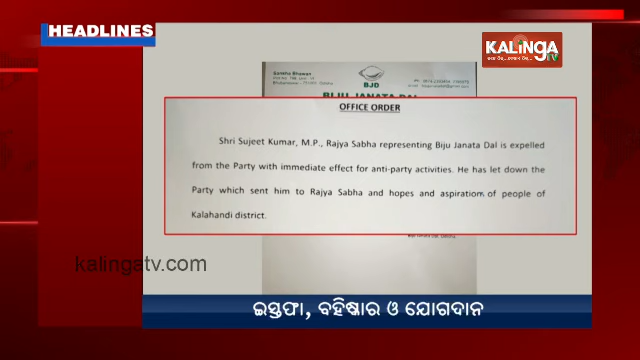 HEADLINES
KALINGA
TV
BJD
BIJU JANATA DAL
OFFICE ORDER
Shri Sujeet Kumar, M.P., Rajya Sabha representing Biju Janata Dal is expelled
from the Party with immediate effect for anti-party activities. He has let down the
Party which sent him to Rajya Sabha and hopes and aspiration of people of
Kalahandi district.
kalingatv.com
ଇସ୍ତଫା, ବହିଷ୍କାର ଓ ଯୋଗଦାନ